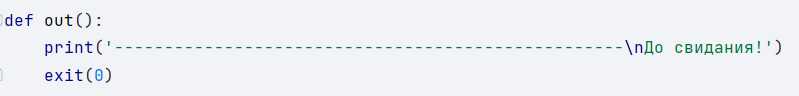 def out():
    print('--------------------------------------------------\nДо свидания!')
    exit(0)